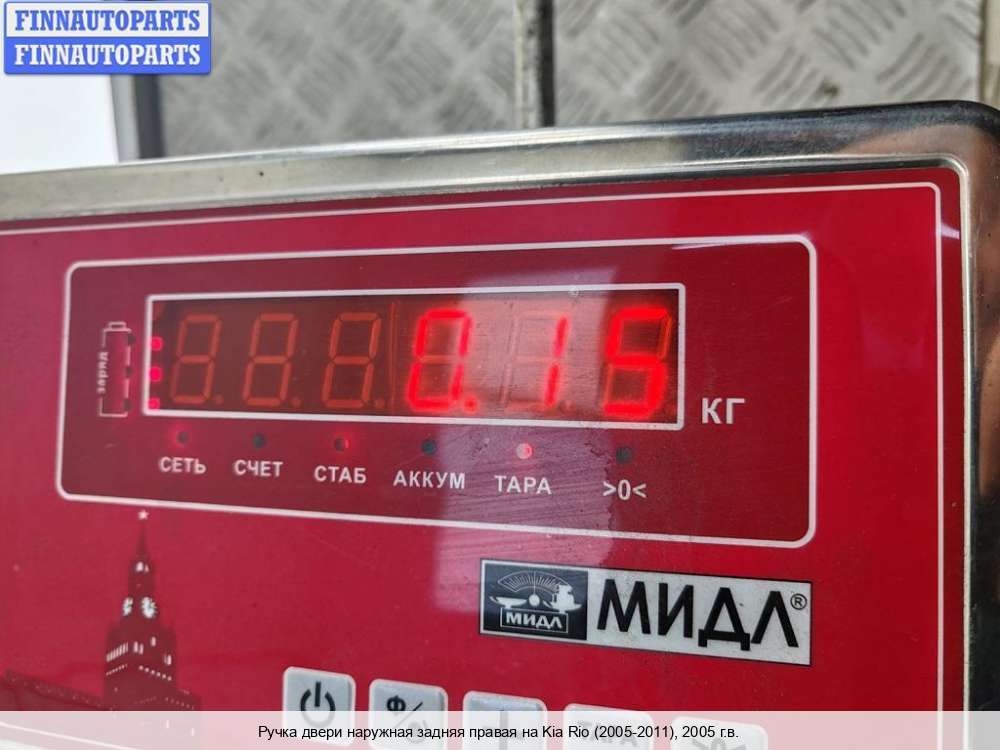 FINNAUTOPARTS
FINNAUTOPARTS
заряд
0.15
КГ
СЕТЬ СЧЕТ СТАБ АККУМ ТАРА >0<
МИДЛ МИДЛ®
Ручка двери наружная задняя правая на Kia Rio (2005-2011), 2005 г.в.